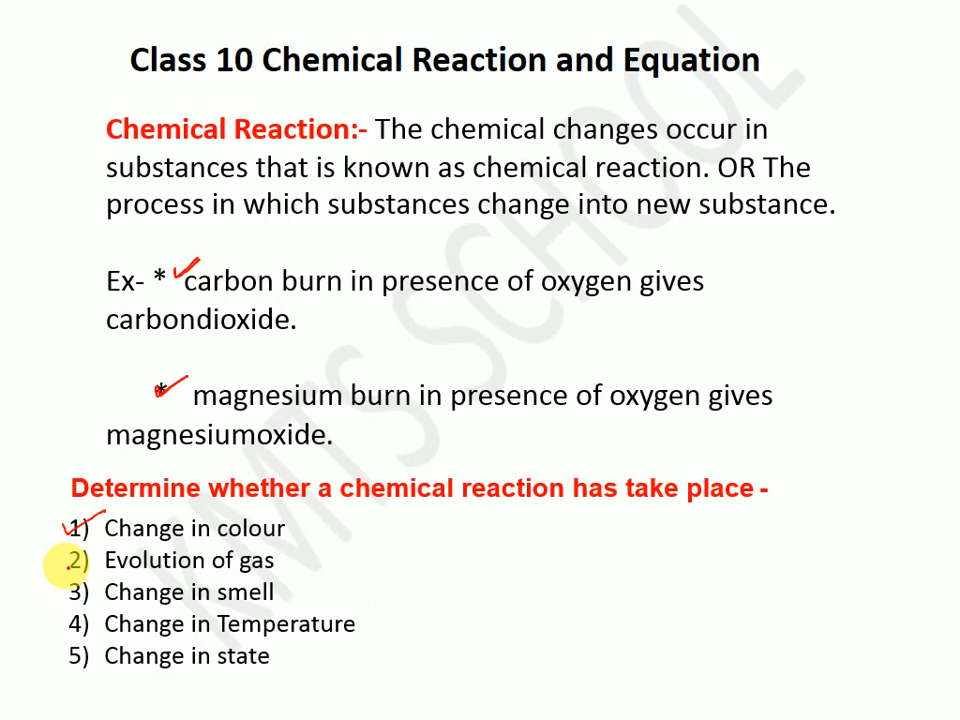 Class 10 Chemical Reaction and Equation
Chemical Reaction:- The chemical changes occur in
substances that is known as chemical reaction. OR The
process in which substances change into new substance.
Ex- * carbon burn in presence of oxygen gives
carbondioxide.
* magnesium burn in presence of oxygen gives
magnesiumoxide.
Determine whether a chemical reaction has take place -
1) Change in colour
2) Evolution of gas
3) Change in smell
4) Change in Temperature
5) Change in state
KMTS SCHOOL